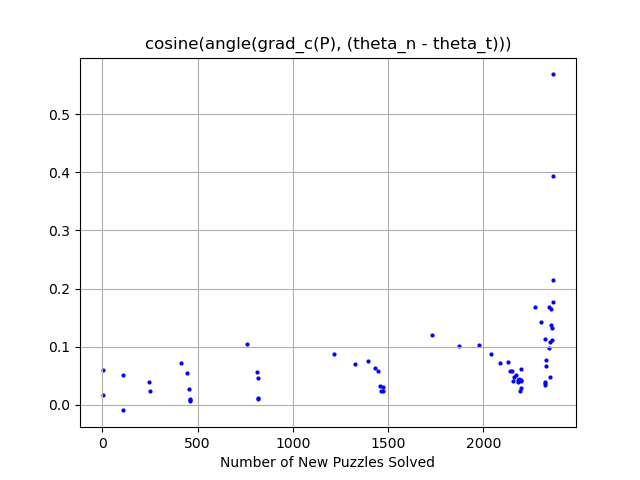 cosine(angle(grad_c(P), (theta_n - theta_t)))
0.5
0.4
0.3
0.2
0.1
0.0
0 500 1000 1500 2000
Number of New Puzzles Solved